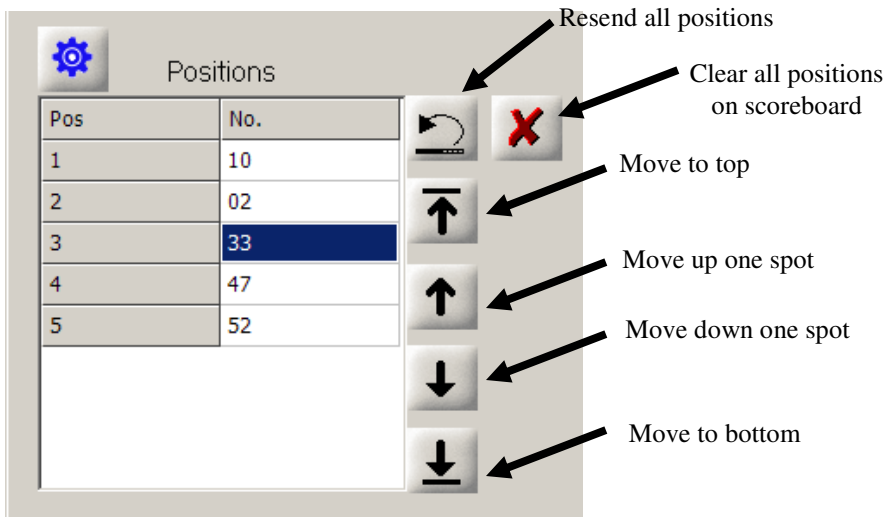 Resend all positions
Positions
Clear all positions
on scoreboard
Pos No.
1 10
2 02
3 33
4 47
5 52
Move to top
Move up one spot
Move down one spot
Move to bottom